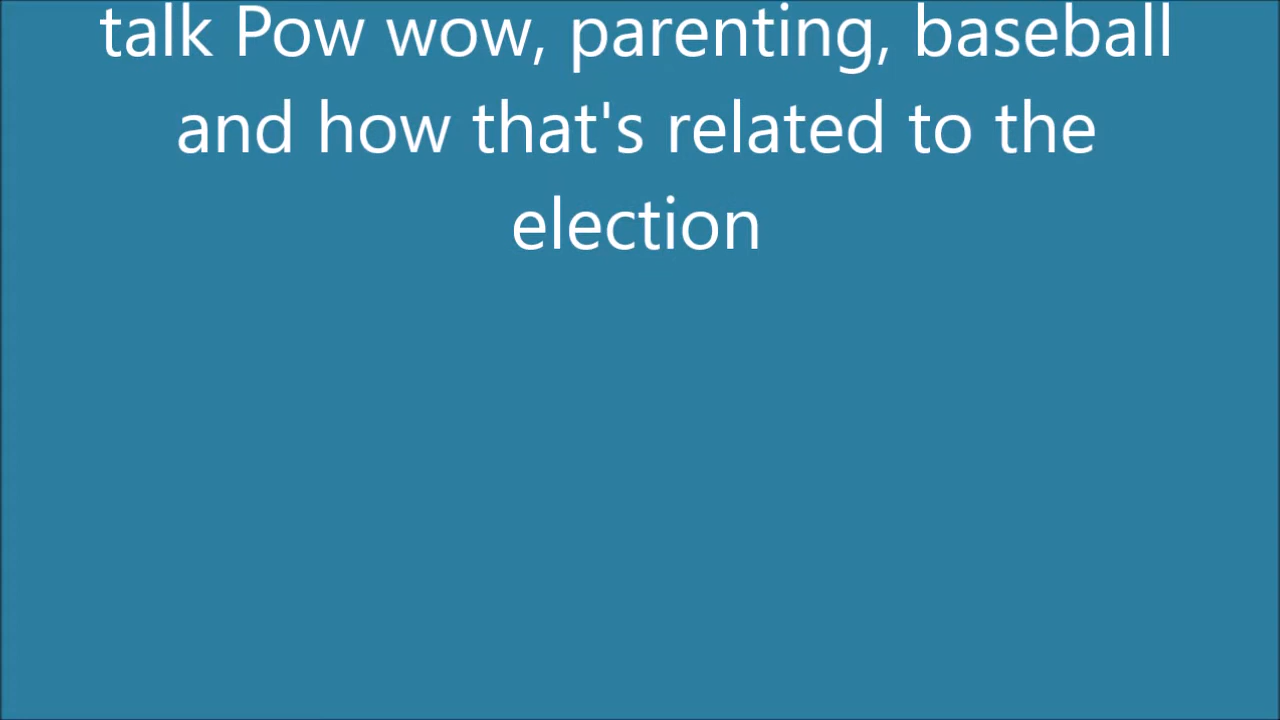 talk Pow wow, parenting, baseball
and how that's related to the
election